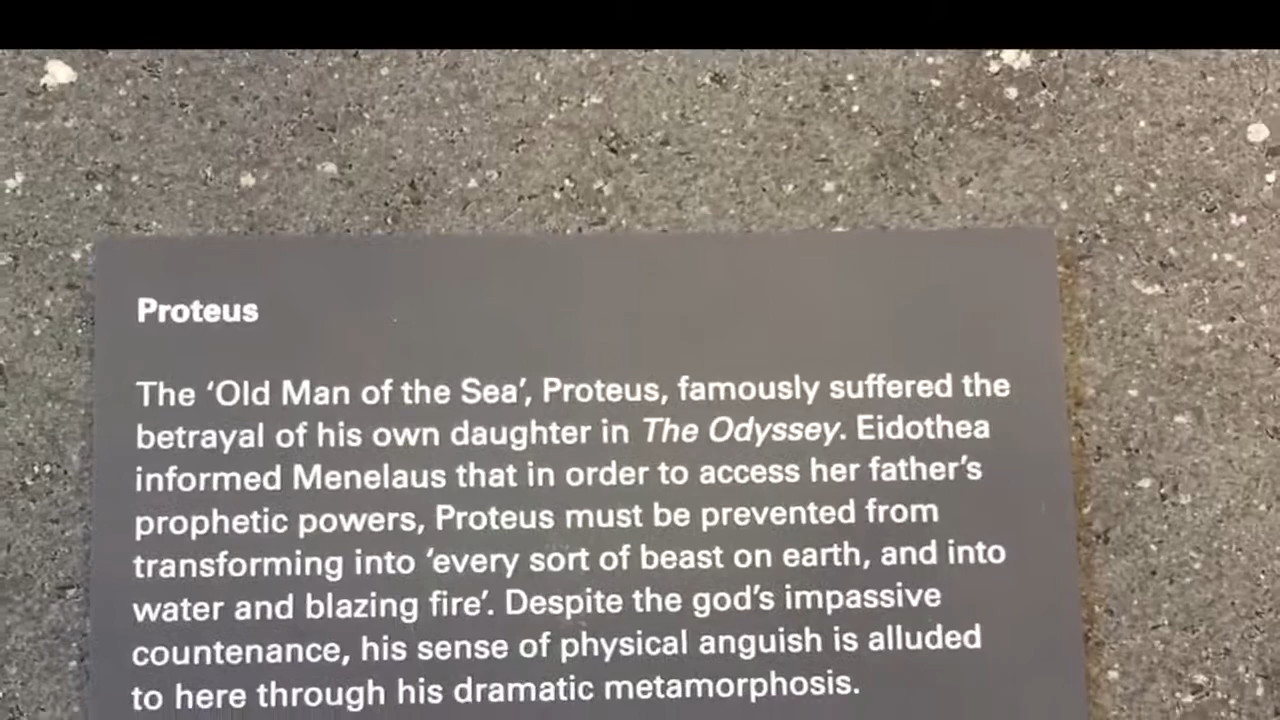 Proteus
The ‘Old Man of the Sea’, Proteus, famously suffered the
betrayal of his own daughter in The Odyssey. Eidothea
informed Menelaus that in order to access her father’s
prophetic powers, Proteus must be prevented from
transforming into ‘every sort of beast on earth, and into
water and blazing fire’. Despite the god’s impassive
countenance, his sense of physical anguish is alluded
to here through his dramatic metamorphosis.